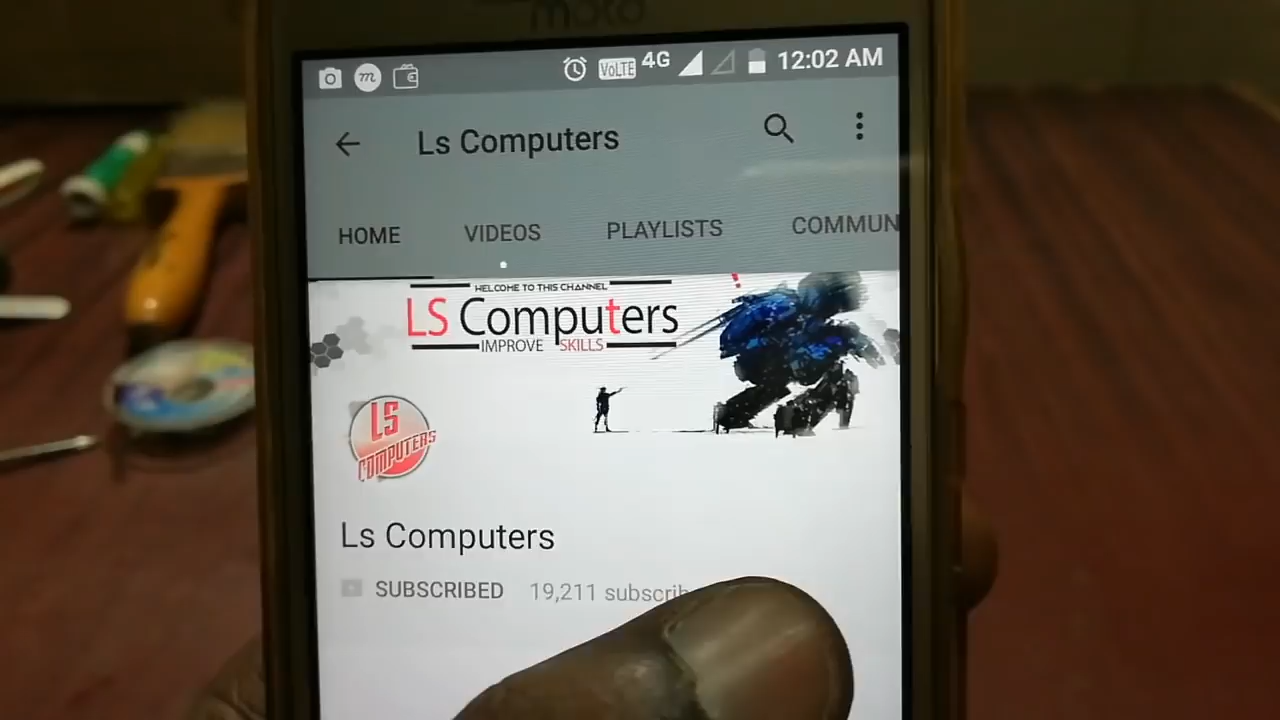 moto
m VoLTE 4G 12:02 AM
Ls Computers
HOME VIDEOS PLAYLISTS COMMUN
HELCOME TO THIS CHANNEL
LS Computers
IMPROVE SKILLS
LS
COMPUTERS
Ls Computers
SUBSCRIBED 19,211 subscrib